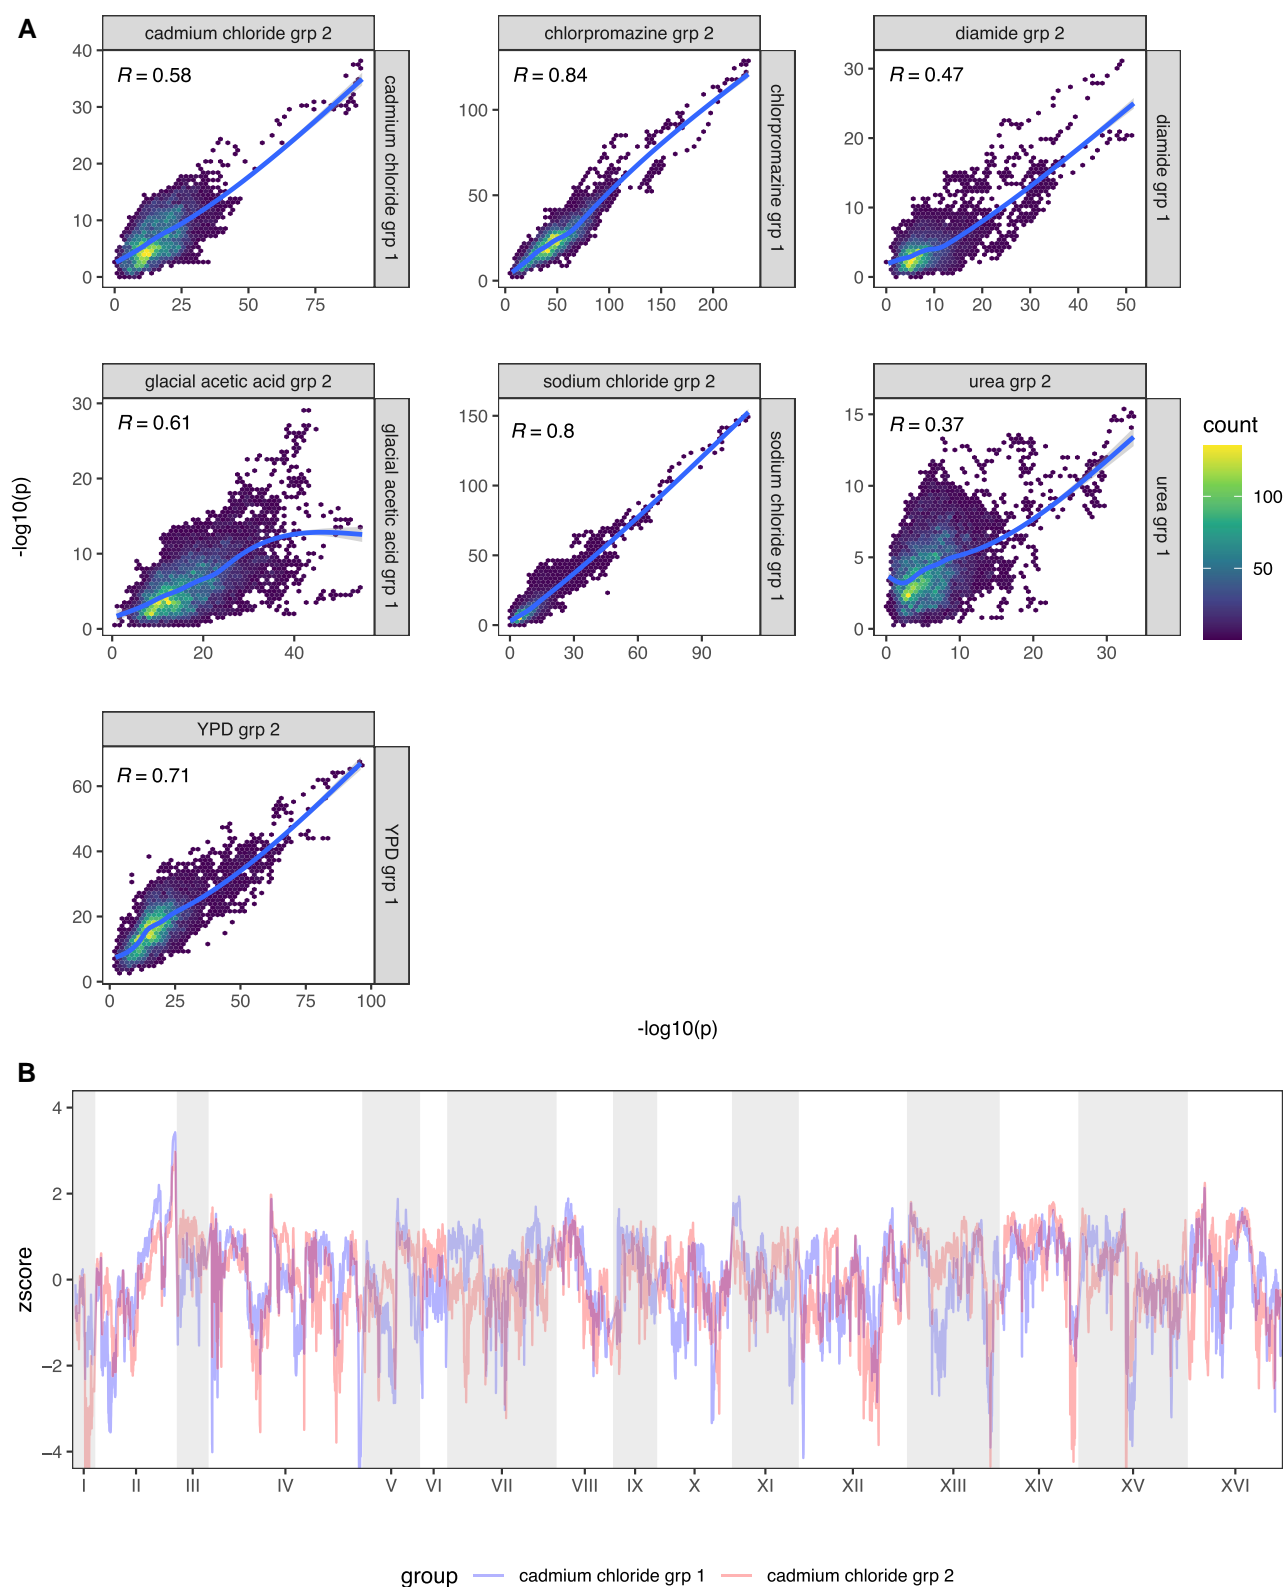 A
cadmium chloride grp 2
chlorpromazine grp 2
diamide grp 2
R = 0.58
R = 0.84
R = 0.47
cadmium chloride grp 1
chlorpromazine grp 1
diamide grp 1
40
30
20
10
0
0
25
50
75
100
50
0
0
50
100
150
200
30
20
10
0
0
10
20
30
40
50
glacial acetic acid grp 2
sodium chloride grp 2
urea grp 2
R = 0.61
R = 0.8
R = 0.37
glacial acetic acid grp 1
sodium chloride grp 1
urea grp 1
30
20
10
0
0
20
40
150
100
50
0
0
30
60
90
15
10
5
0
0
10
20
30
count
100
50
-log10(p)
YPD grp 2
R = 0.71
YPD grp 1
60
40
20
0
0
25
50
75
100
-log10(p)
B
zscore
4
2
0
−2
−4
I II III IV V VI VII VIII IX X XI XII XIII XIV XV XVI
group cadmium chloride grp 1 cadmium chloride grp 2